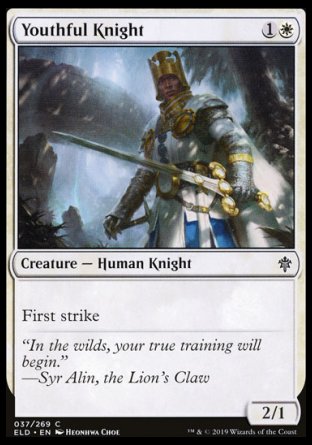 Youthful Knight 1
Creature — Human Knight
First strike
“In the wilds, your true training will
begin.”
—Syr Alin, the Lion's Claw
2/1
037/269 C
ELD • EN Heonhwa Choe
™ & © 2019 Wizards of the Coast